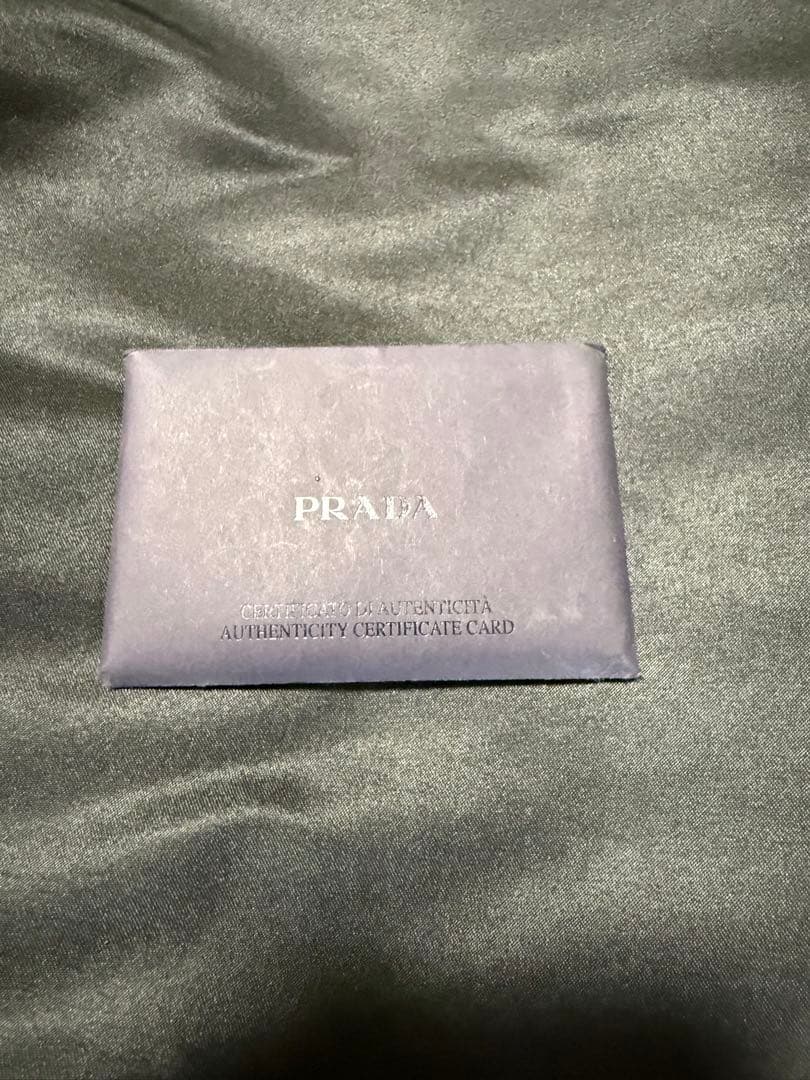 PRADA
CERTIFICATO DI AUTENTICITÀ
AUTHENTICITY CERTIFICATE CARD